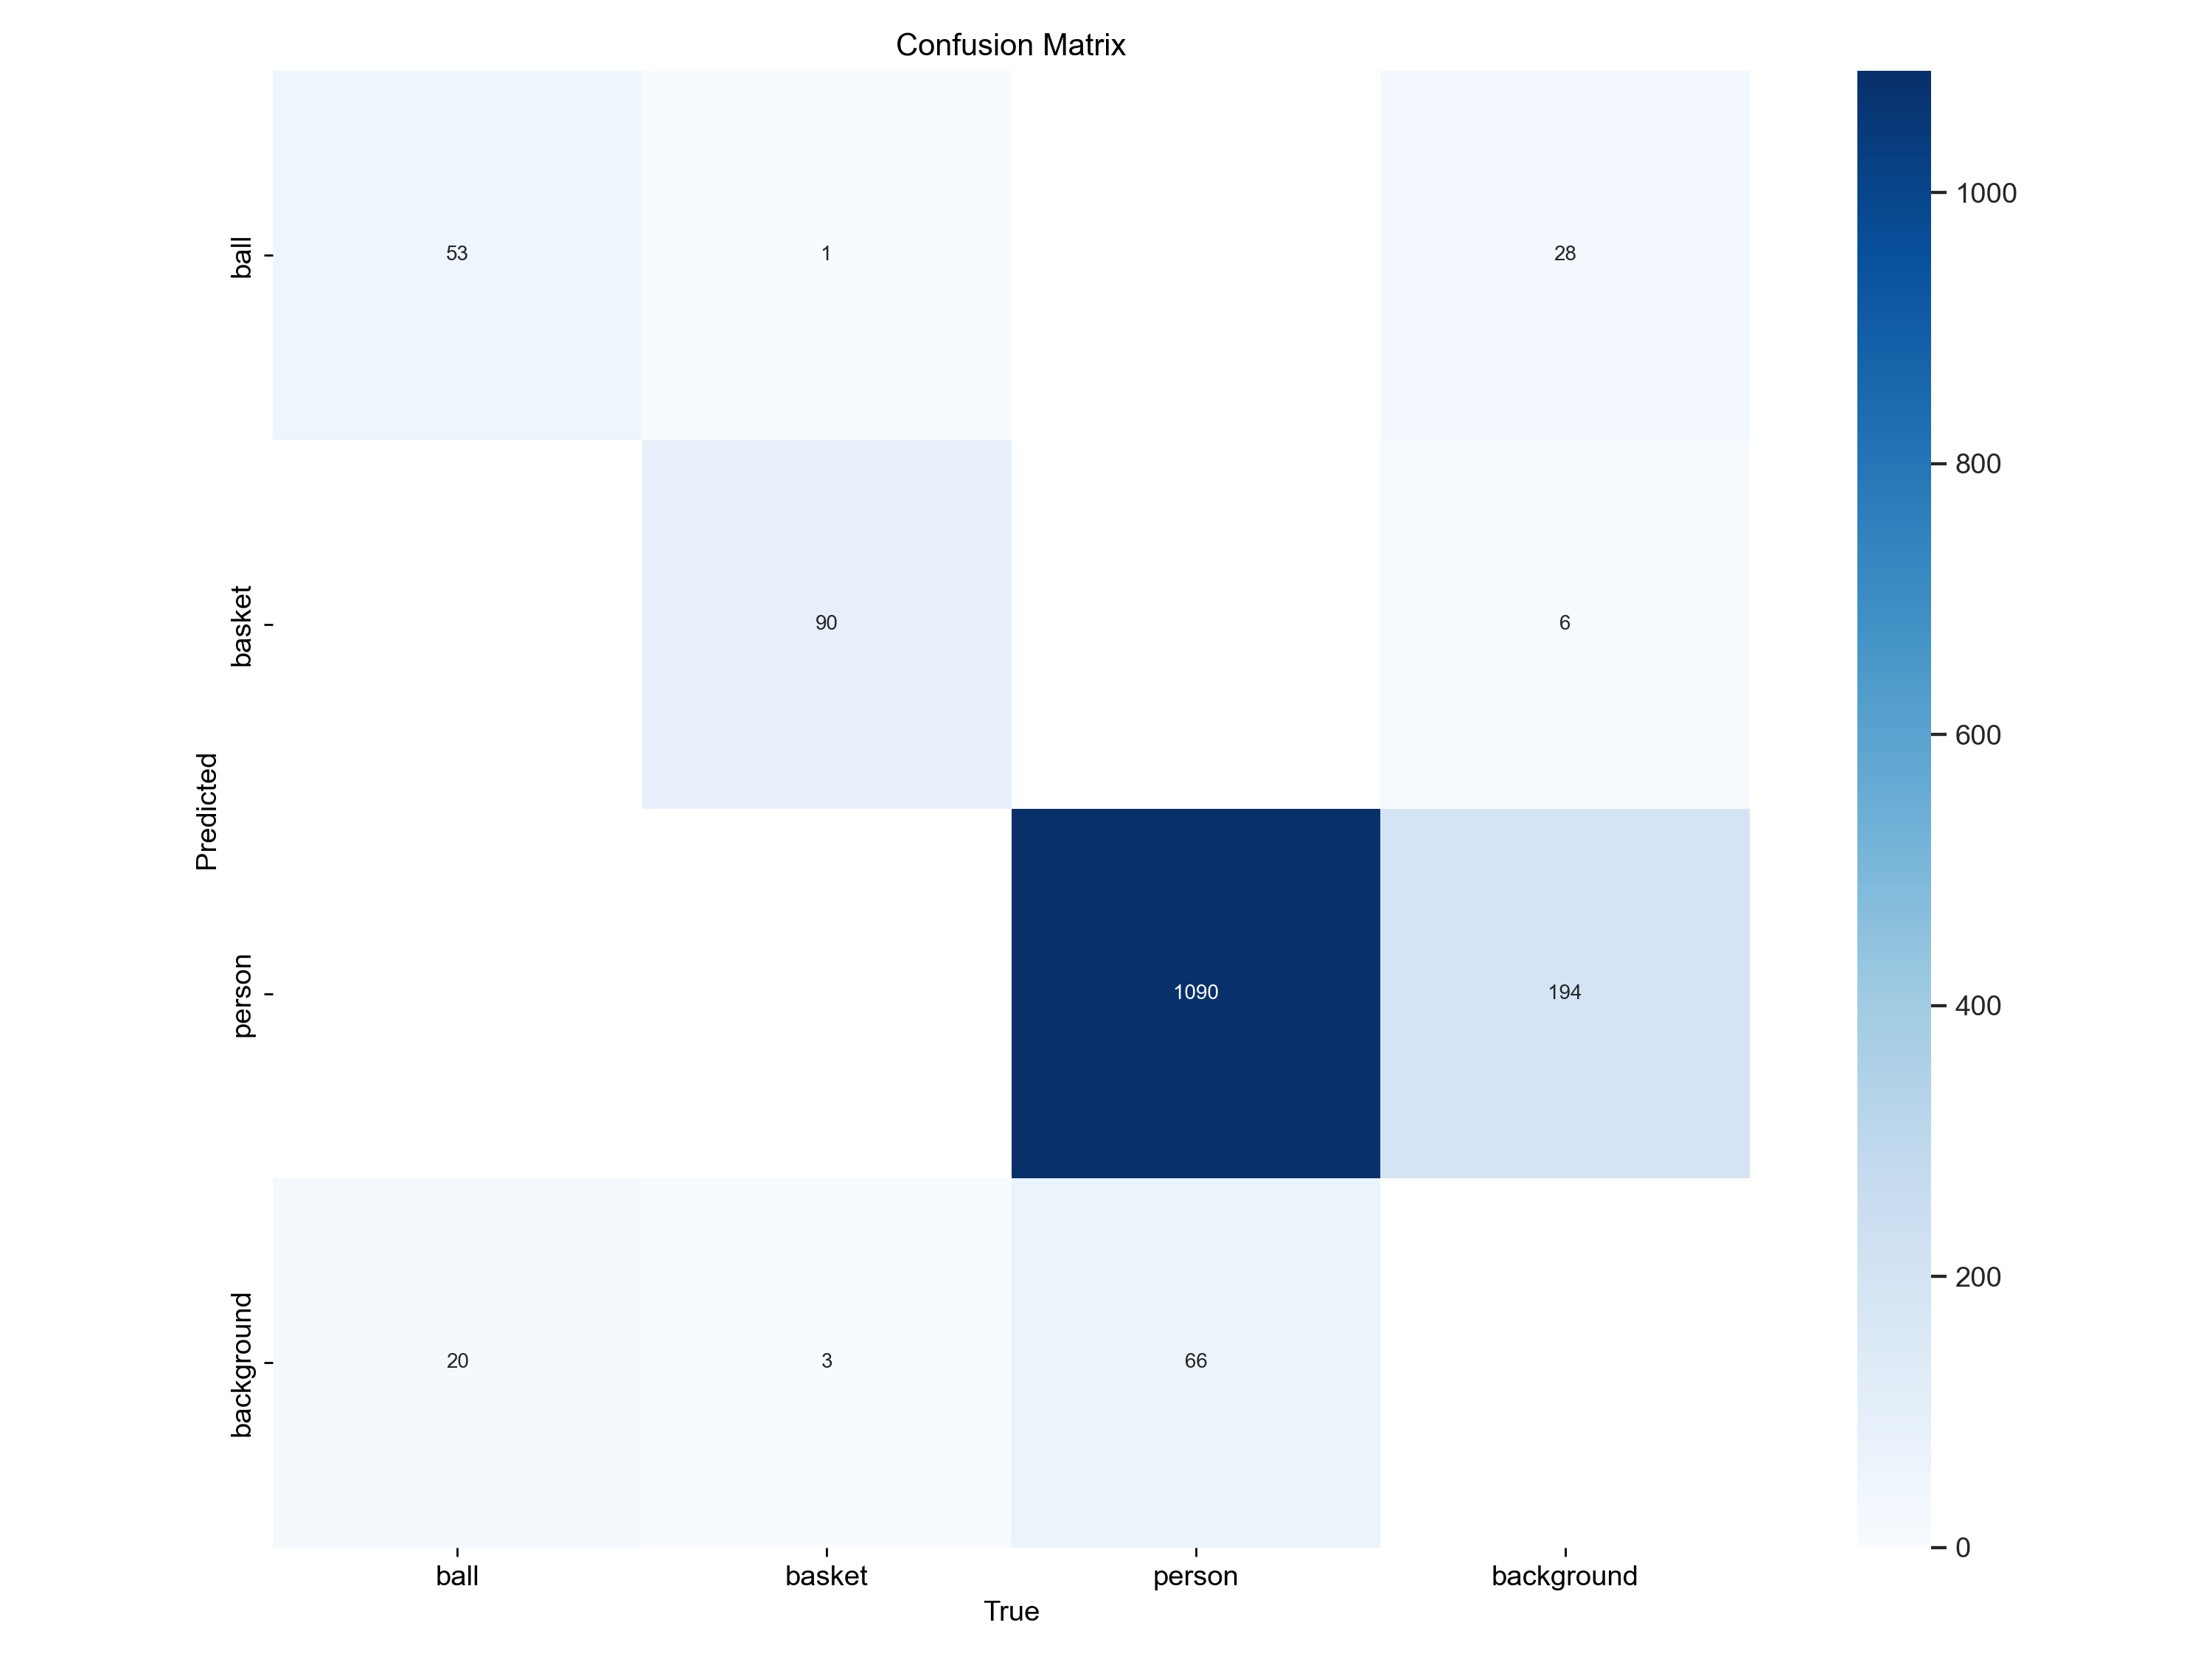 Confusion Matrix
ball
53
1
28
basket
90
6
person
1090
194
background
20
3
66
Predicted
ball
basket
person
background
True
1000
800
600
400
200
0